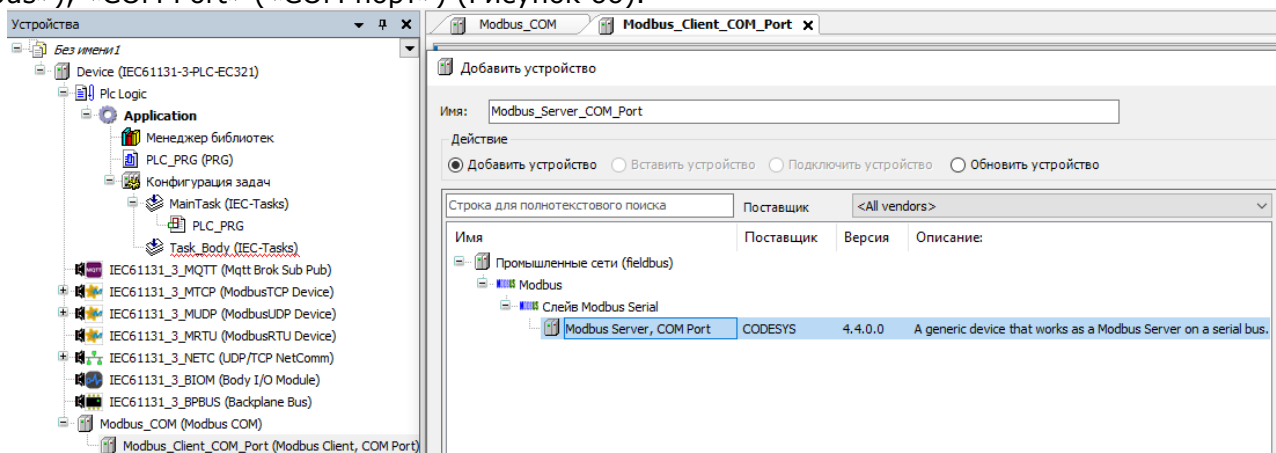 bus»), «COM Port» («COM порт») (Рисунок 60).
Устройства
Без имени1
Device (IEC61131-3-PLC-EC321)
Plc Logic
Application
Менеджер библиотек
PLC_PRG (PRG)
Конфигурация задач
MainTask (IEC-Tasks)
PLC_PRG
Task_Body (IEC-Tasks)
IEC61131_3_MQTT (Mqtt Brok Sub Pub)
IEC61131_3_MTCP (ModbusTCP Device)
IEC61131_3_MUDP (ModbusUDP Device)
IEC61131_3_MRTU (ModbusRTU Device)
IEC61131_3_NETC (UDP/TCP NetComm)
IEC61131_3_BIOM (Body I/O Module)
IEC61131_3_BPBUS (Backplane Bus)
Modbus_COM (Modbus COM)
Modbus_Client_COM_Port (Modbus Client, COM Port)
Modbus_COM Modbus_Client_COM_Port
Добавить устройство
Имя: Modbus_Server_COM_Port
Действие
Добавить устройство Вставить устройство Подключить устройство Обновить устройство
Строка для полнотекстового поиска Поставщик <All vendors>
Имя Поставщик Версия Описание:
Промышленные сети (fieldbus)
Modbus
Слейв Modbus Serial
Modbus Server, COM Port CODESYS 4.4.0.0 A generic device that works as a Modbus Server on a serial bus.